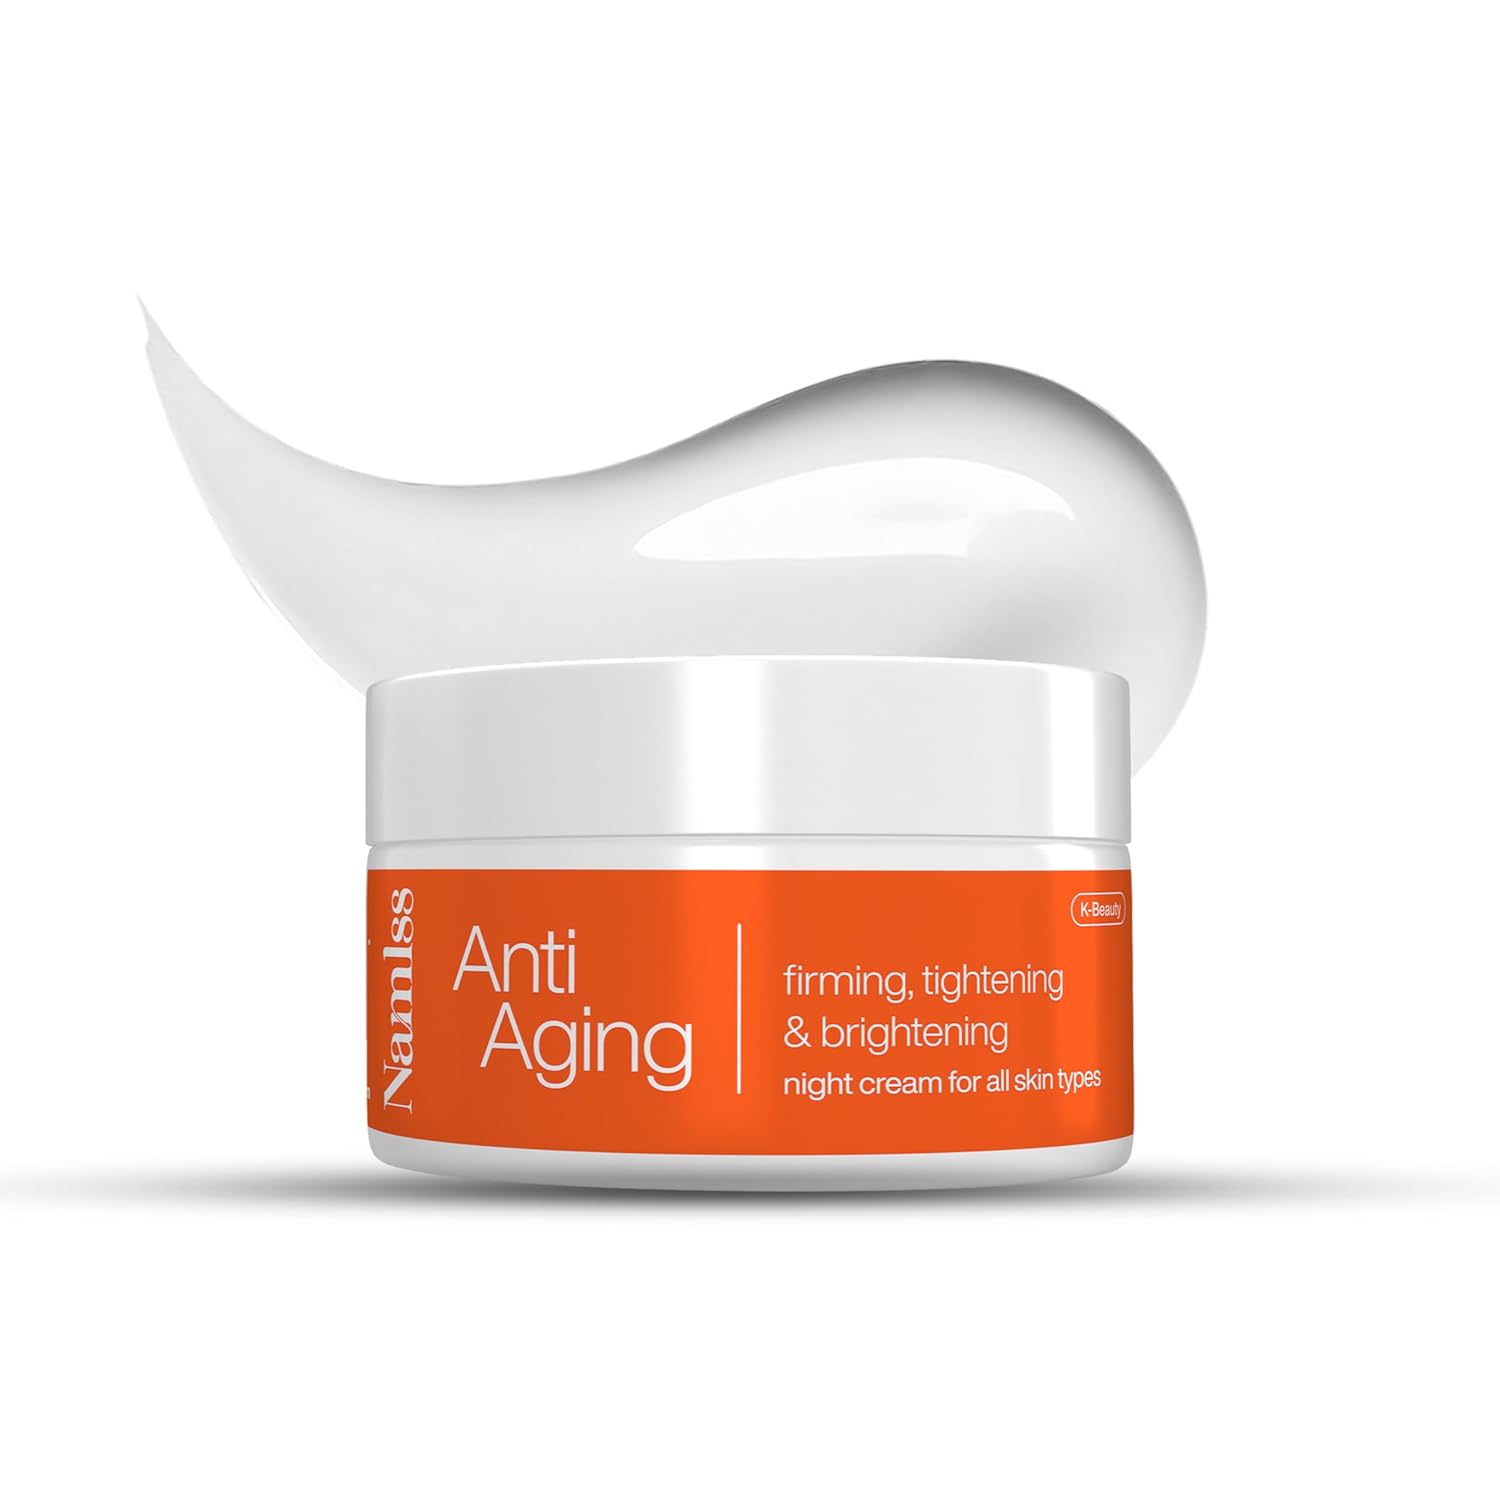 Namlss
Anti
Aging
firming, tightening
& brightening
night cream for all skin types
K-Beauty